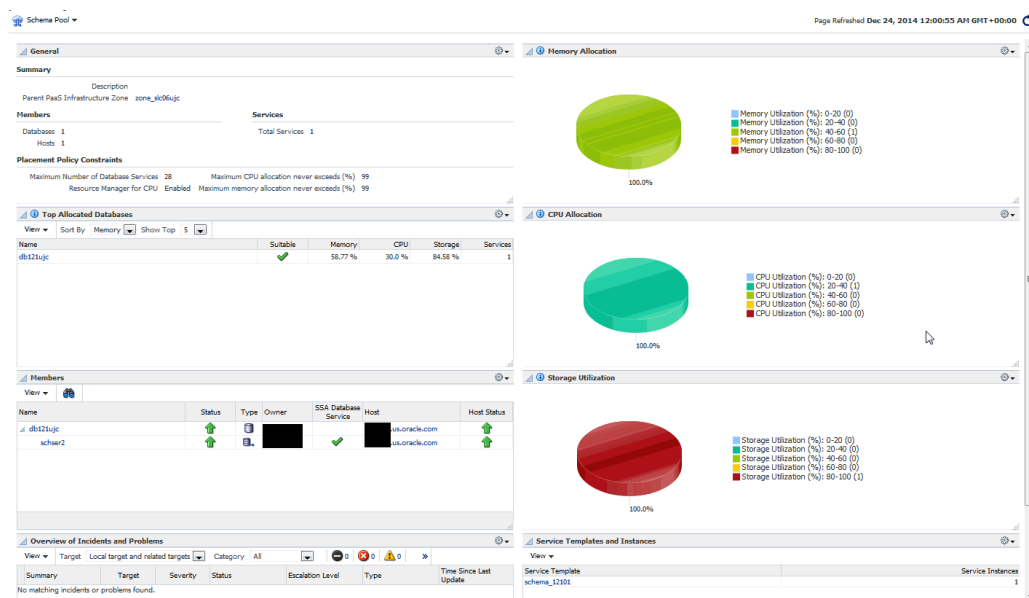 Schema Pool
Page Refreshed Dec 24, 2014 12:00:55 AM GMT+00:00
General
Summary
Description
Parent PaaS Infrastructure Zone zone_slc06ujc
Members
Services
Databases 1
Total Services 1
Hosts 1
Placement Policy Constraints
Maximum Number of Database Services 28 Maximum CPU allocation never exceeds (%) 99
Resource Manager for CPU Enabled Maximum memory allocation never exceeds (%) 99
Memory Allocation
100.0%
Memory Utilization (%): 0-20 (0)
Memory Utilization (%): 20-40 (0)
Memory Utilization (%): 40-60 (1)
Memory Utilization (%): 60-80 (0)
Memory Utilization (%): 80-100 (0)
Top Allocated Databases
View Sort By Memory Show Top 5
Name Suitable Memory CPU Storage Services
db121ujc 58.77 % 30.0 % 84.58 % 1
CPU Allocation
100.0%
CPU Utilization (%): 0-20 (0)
CPU Utilization (%): 20-40 (1)
CPU Utilization (%): 40-60 (0)
CPU Utilization (%): 60-80 (0)
CPU Utilization (%): 80-100 (0)
Members
View
Name Status Type Owner SSA Database Service Host Host Status
db121ujc .us.oracle.com
schser2 .us.oracle.com
Storage Utilization
100.0%
Storage Utilization (%): 0-20 (0)
Storage Utilization (%): 20-40 (0)
Storage Utilization (%): 40-60 (0)
Storage Utilization (%): 60-80 (0)
Storage Utilization (%): 80-100 (1)
Overview of Incidents and Problems
View Target Local target and related targets Category All 0 0 0 »
Summary Target Severity Status Escalation Level Type Time Since Last Update
No matching incidents or problems found.
Service Templates and Instances
View
Service Template Service Instances
schema_12101 1